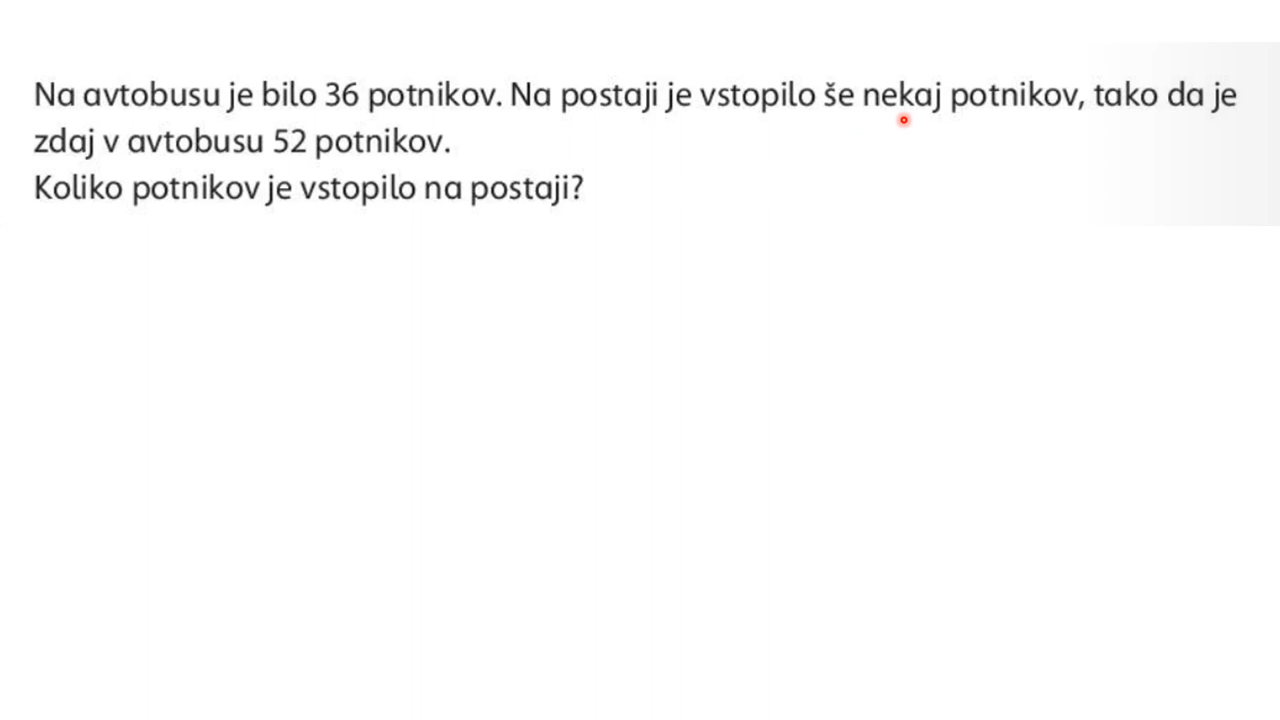 Na avtobusu je bilo 36 potnikov. Na postaji je vstopilo še nekaj potnikov, tako da je
zdaj v avtobusu 52 potnikov.
Koliko potnikov je vstopilo na postaji?